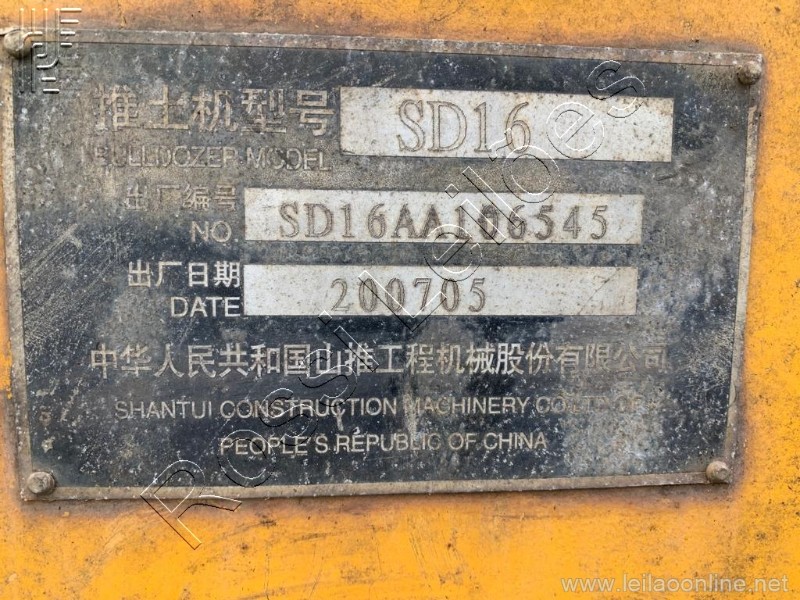 推土机型号 SD16
BULLDOZER MODEL
出厂编号
NO. SD16AA106545
出厂日期
DATE 200705
中华人民共和国山推工程机械股份有限公司
SHANTUI CONSTRUCTION MACHINERY CO.,LTD OF
PEOPLE'S REPUBLIC OF CHINA
Rossi Leilões
www.leilaoonline.net